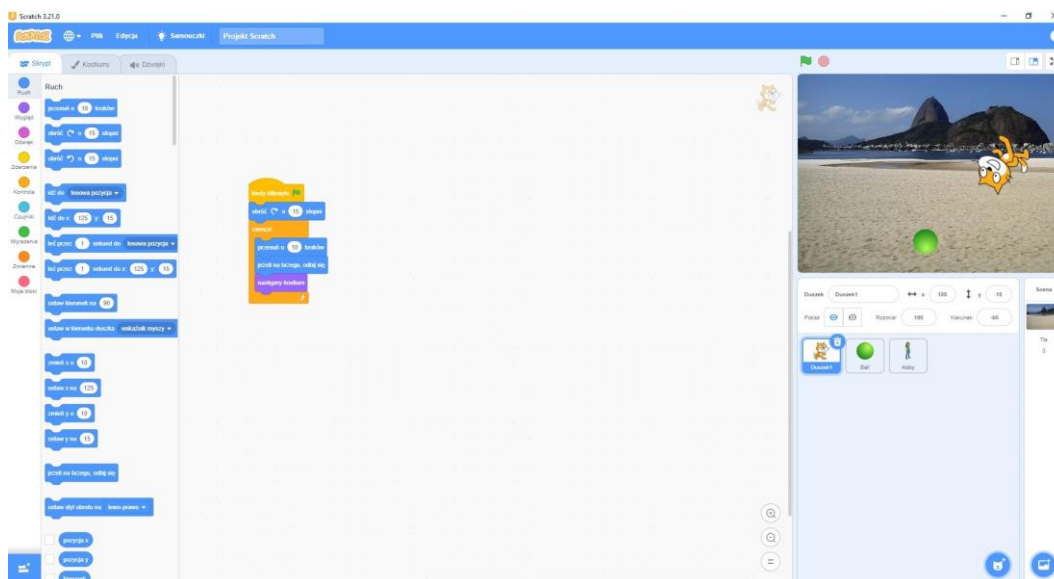 Scratch 3.21.0
SCRATCH Plik Edycja Samouczki Projekt Scratch
Skrypt Kostiumy Dźwięki
Ruch
Ruch
przesuń o 10 kroków
Wygląd
obróć o 15 stopni
Dźwięk
obróć o 15 stopni
Zdarzenia
Kontrola
idź do losowa pozycja
Czujniki
idź do x: 125 y: 15
Wyrażenia
leć przez 1 sekund do losowa pozycja
Zmienne
leć przez 1 sekund do x: 125 y: 15
Moje bloki
ustaw kierunek na 90
ustaw w kierunku duszka wskaźnik myszy
zmień x o 10
ustaw x na 125
zmień y o 10
ustaw y na 15
jeżeli na brzegu, odbij się
ustaw styl obrotu na lewo-prawo
pozycja x
pozycja y
kiedy kliknięto
obróć o 15 stopni
zawsze
przesuń o 10 kroków
jeżeli na brzegu, odbij się
następny kostium
Duszek Duszek1 x 125 y 15
Pokaż Rozmiar 100 Kierunek
Duszek1 Ball Abby
Scena
Tła
3